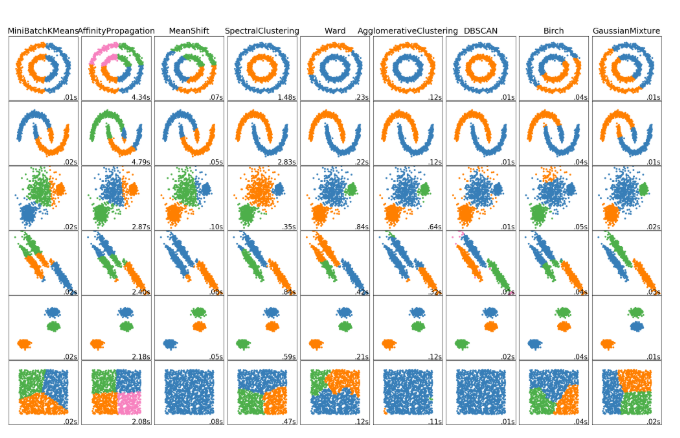 MiniBatchKMeans AffinityPropagation MeanShift SpectralClustering Ward AgglomerativeClustering DBSCAN Birch GaussianMixture
.01s 4.34s .07s 1.48s .23s .12s .01s .04s .01s
.02s 4.79s .05s 2.83s .22s .12s .01s .04s .01s
.02s 2.87s .10s .35s .84s .64s .01s .05s .02s
.02s 2.40s .08s .84s .42s .32s .01s .04s .03s
.02s 2.18s .05s .59s .21s .12s .02s .04s .01s
.02s 2.08s .08s .47s .12s .11s .01s .04s .02s